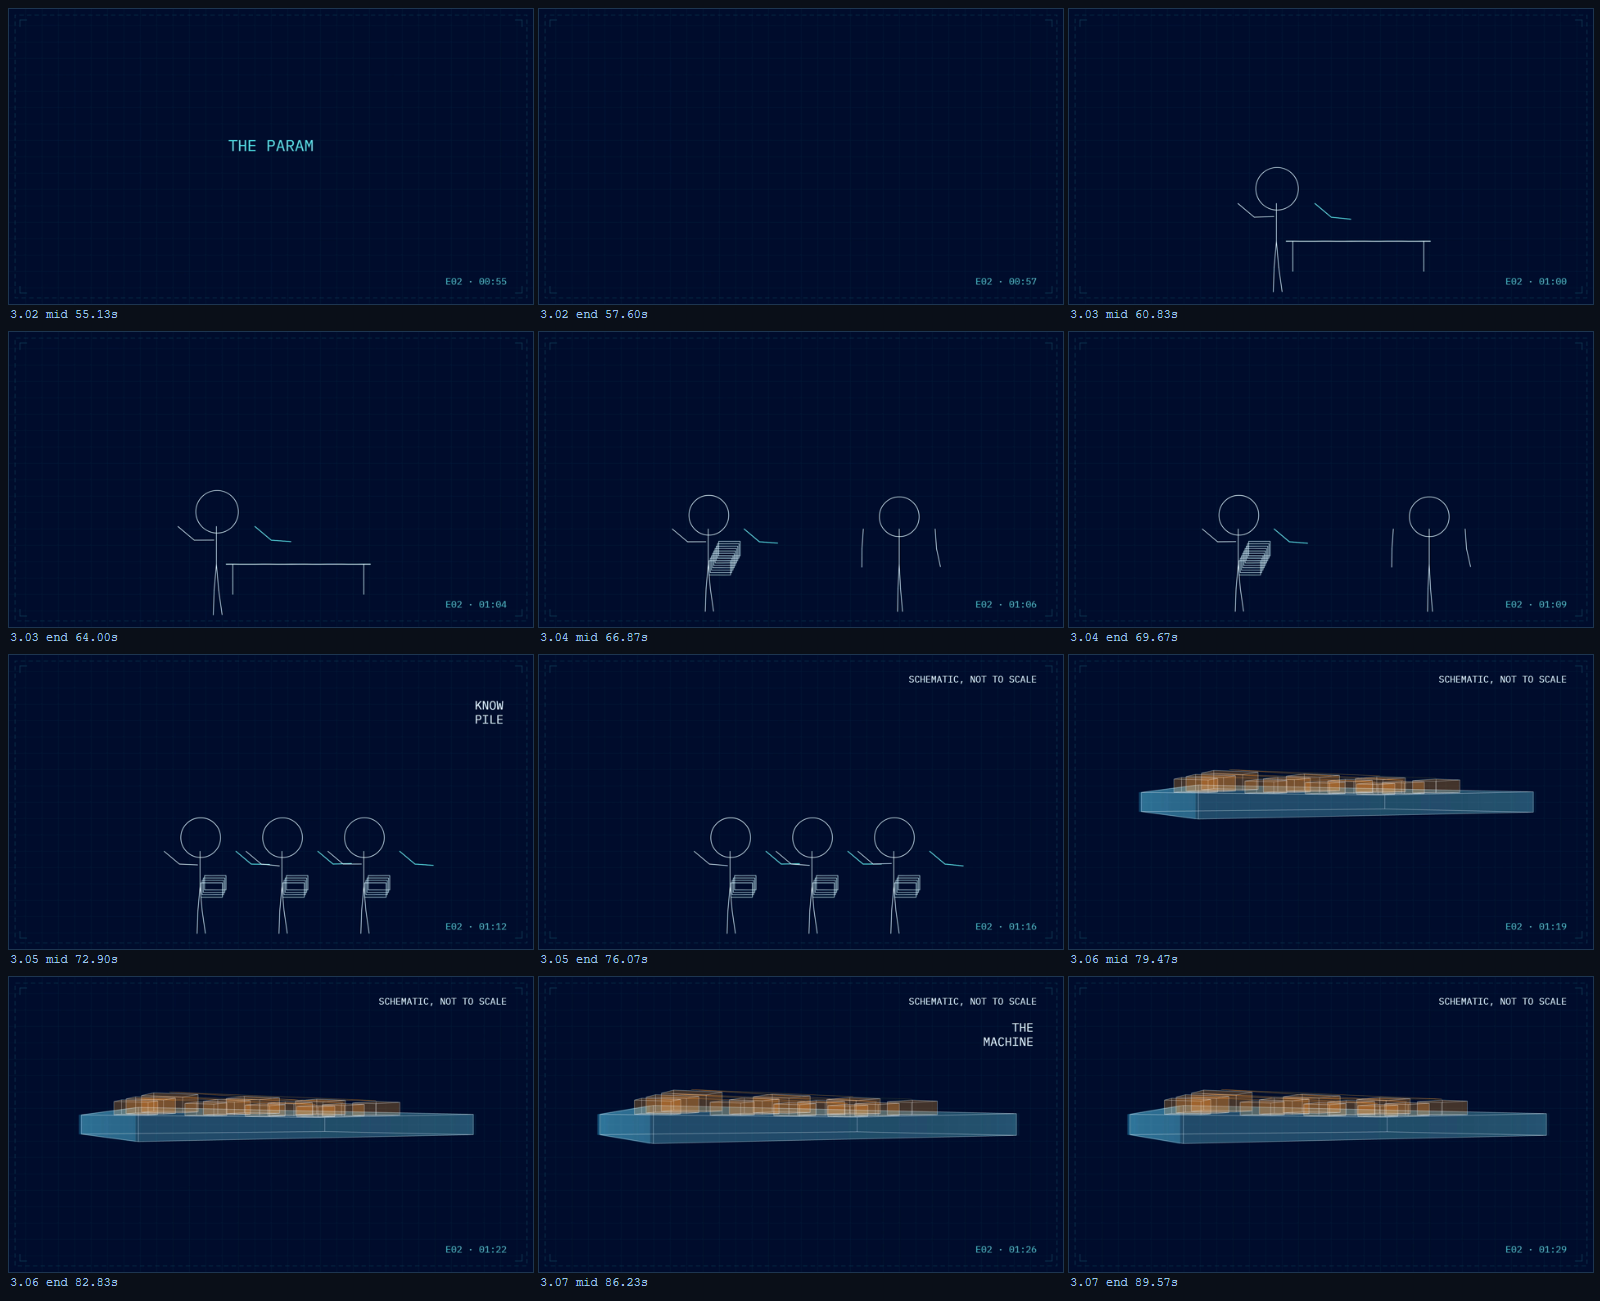 THE PARAM
E02 · 00:55
3.02 mid 55.13s
E02 · 00:57
3.02 end 57.60s
E02 · 01:00
3.03 mid 60.83s
E02 · 01:04
3.03 end 64.00s
E02 · 01:06
3.04 mid 66.87s
E02 · 01:09
3.04 end 69.67s
KNOW
PILE
E02 · 01:12
3.05 mid 72.90s
SCHEMATIC, NOT TO SCALE
E02 · 01:16
3.05 end 76.07s
SCHEMATIC, NOT TO SCALE
E02 · 01:19
3.06 mid 79.47s
SCHEMATIC, NOT TO SCALE
E02 · 01:22
3.06 end 82.83s
SCHEMATIC, NOT TO SCALE
THE
MACHINE
E02 · 01:26
3.07 mid 86.23s
SCHEMATIC, NOT TO SCALE
E02 · 01:29
3.07 end 89.57s